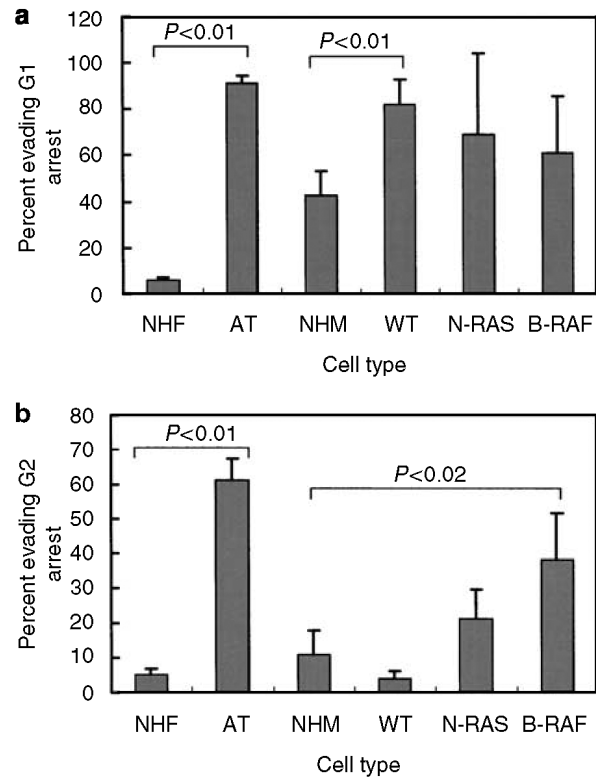 a
Percent evading G1
arrest
120
100
80
60
40
20
0
P<0.01
P<0.01
NHF AT NHM WT N-RAS B-RAF
Cell type
b
Percent evading G2
arrest
80
70
60
50
40
30
20
10
0
P<0.01
P<0.02
NHF AT NHM WT N-RAS B-RAF
Cell type